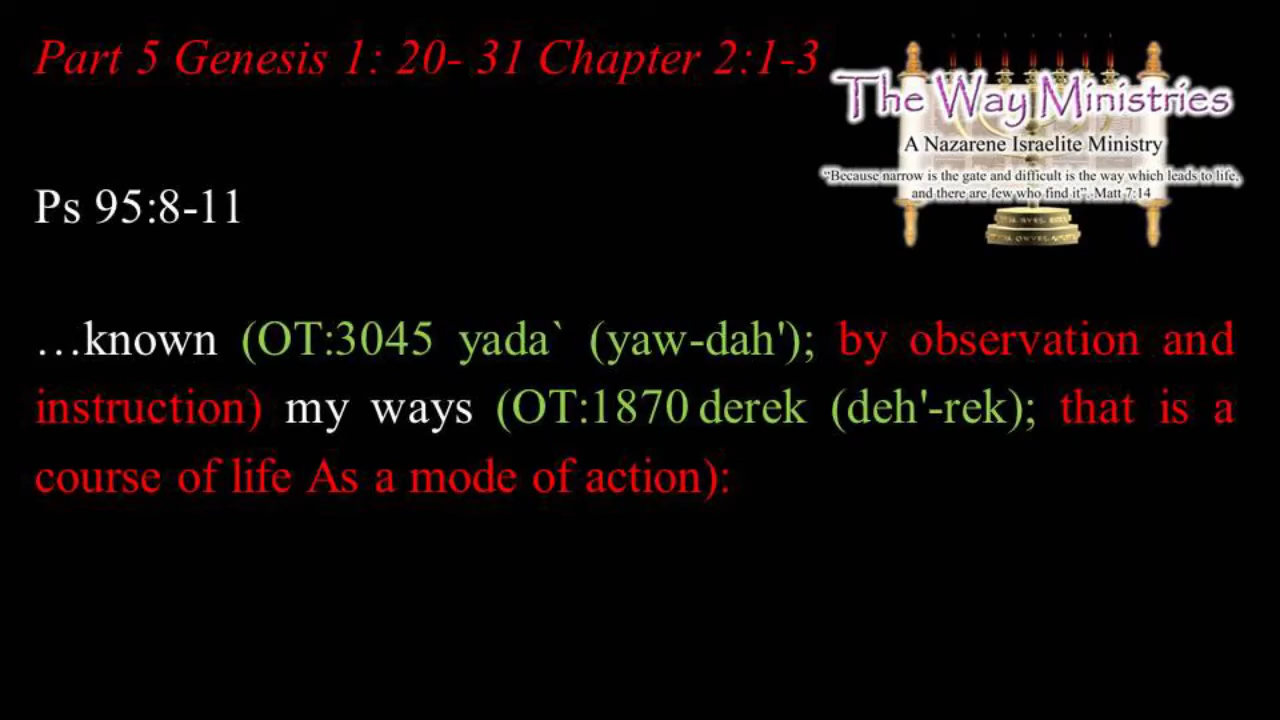 Part 5 Genesis 1: 20- 31 Chapter 2:1-3
The Way Ministries
A Nazarene Israelite Ministry
“Because narrow is the gate and difficult is the way which leads to life,
and there are few who find it”. Matt 7:14
Ps 95:8-11
…known (OT:3045 yada` (yaw-dah'); by observation and
instruction) my ways (OT:1870 derek (deh'-rek); that is a
course of life As a mode of action):